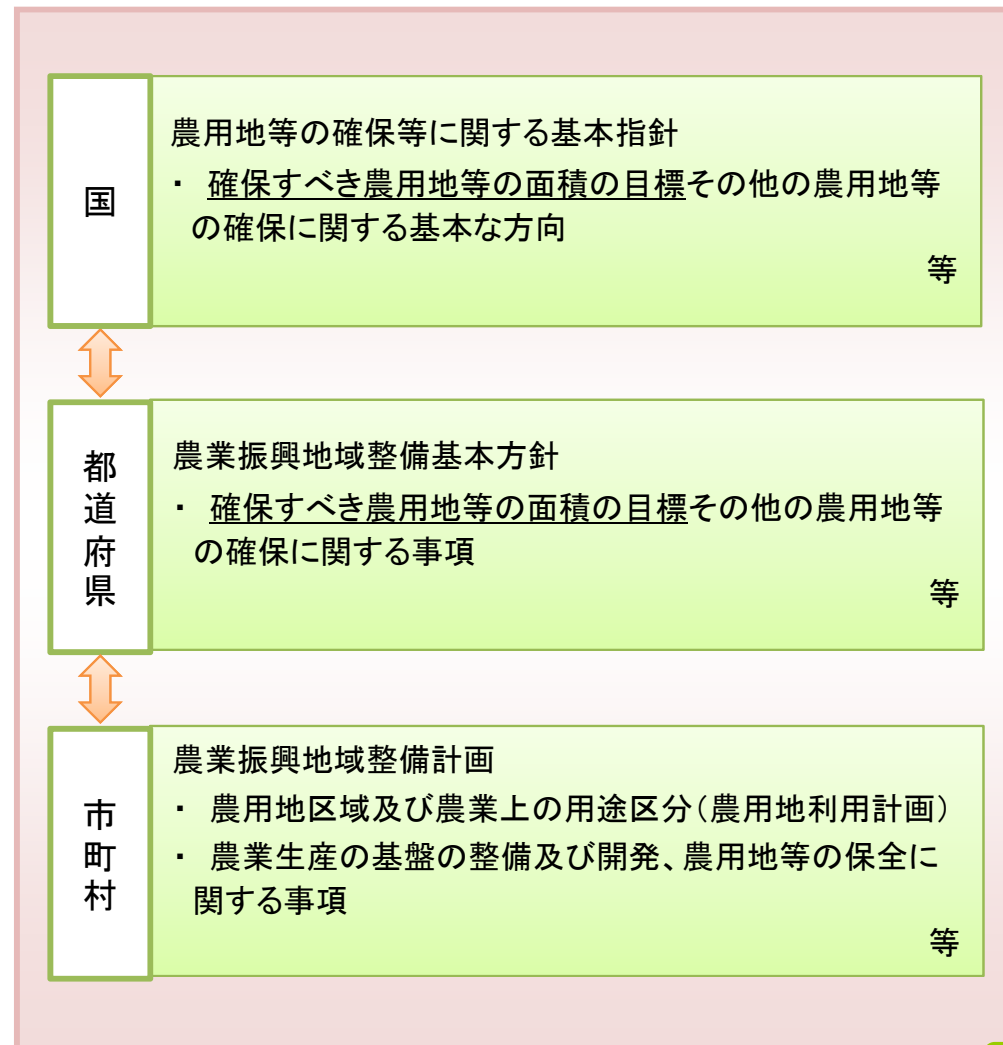 国
農用地等の確保等に関する基本指針
・ 確保すべき農用地等の面積の目標その他の農用地等
の確保に関する基本な方向
等
都道府県
農業振興地域整備基本方針
・ 確保すべき農用地等の面積の目標その他の農用地等
の確保に関する事項
等
市町村
農業振興地域整備計画
・ 農用地区域及び農業上の用途区分(農用地利用計画)
・ 農業生産の基盤の整備及び開発、農用地等の保全に
関する事項
等